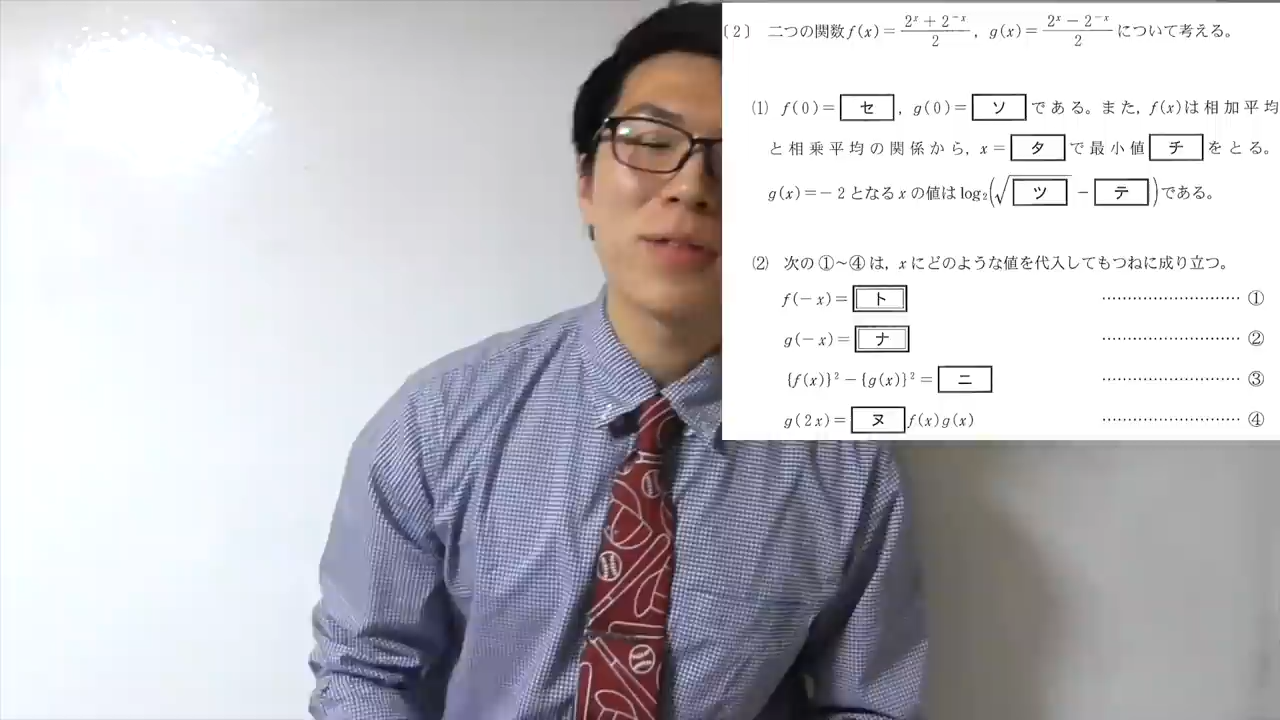 〔2〕 二つの関数 f(x) = (2^x + 2^{-x})/2 , g(x) = (2^x − 2^{-x})/2 について考える。
(1) f(0) = セ , g(0) = ソ である。また, f(x)は相加平均
と相乗平均の関係から, x = タ で最小値 チ をとる。
g(x) = −2 となる x の値は log₂(√ツ − テ)である。
(2) 次の①~④は, x にどのような値を代入してもつねに成り立つ。
f(−x) = ト ………………………… ①
g(−x) = ナ ………………………… ②
{f(x)}² − {g(x)}² = ニ ………………………… ③
g(2x) = ヌ f(x)g(x) ………………………… ④